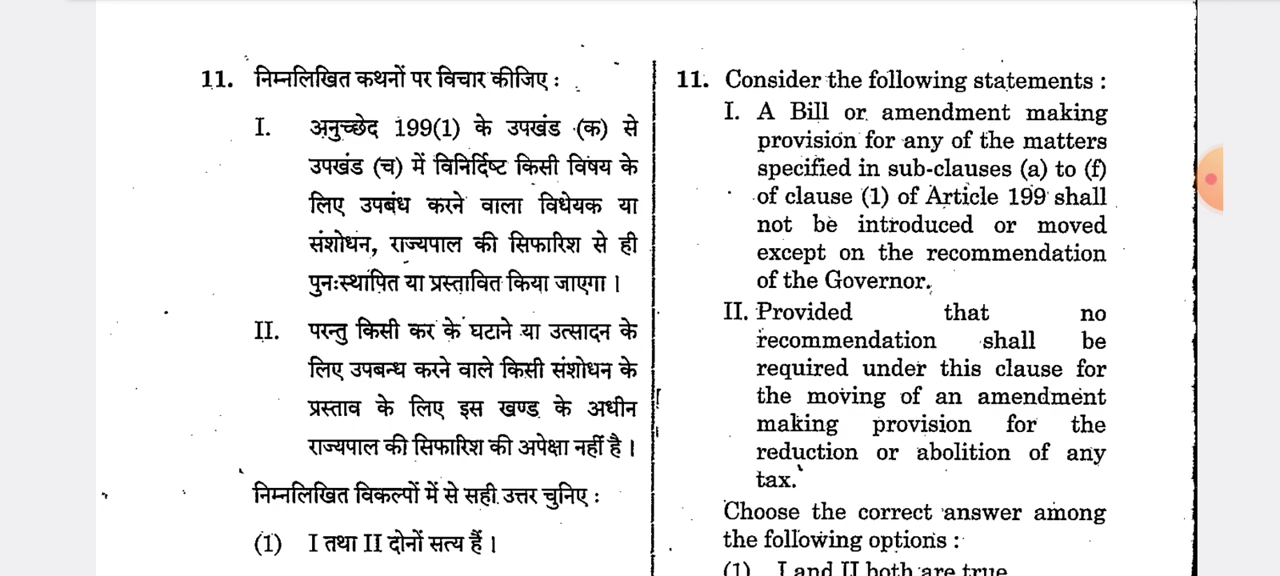 11. निम्नलिखित कथनों पर विचार कीजिए :
I. अनुच्छेद 199(1) के उपखंड (क) से
उपखंड (च) में विनिर्दिष्ट किसी विषय के
लिए उपबंध करने वाला विधेयक या
संशोधन, राज्यपाल की सिफारिश से ही
पुनःस्थापित या प्रस्तावित किया जाएगा ।
II. परन्तु किसी कर के घटाने या उत्सादन के
लिए उपबन्ध करने वाले किसी संशोधन के
प्रस्ताव के लिए इस खण्ड के अधीन
राज्यपाल की सिफारिश की अपेक्षा नहीं है ।
निम्नलिखित विकल्पों में से सही उत्तर चुनिए :
(1) I तथा II दोनों सत्य हैं ।
11. Consider the following statements :
I. A Bill or amendment making
provision for any of the matters
specified in sub-clauses (a) to (f)
of clause (1) of Article 199 shall
not be introduced or moved
except on the recommendation
of the Governor.
II. Provided that no
recommendation shall be
required under this clause for
the moving of an amendment
making provision for the
reduction or abolition of any
tax.
Choose the correct answer among
the following options :
(1) I and II both are true